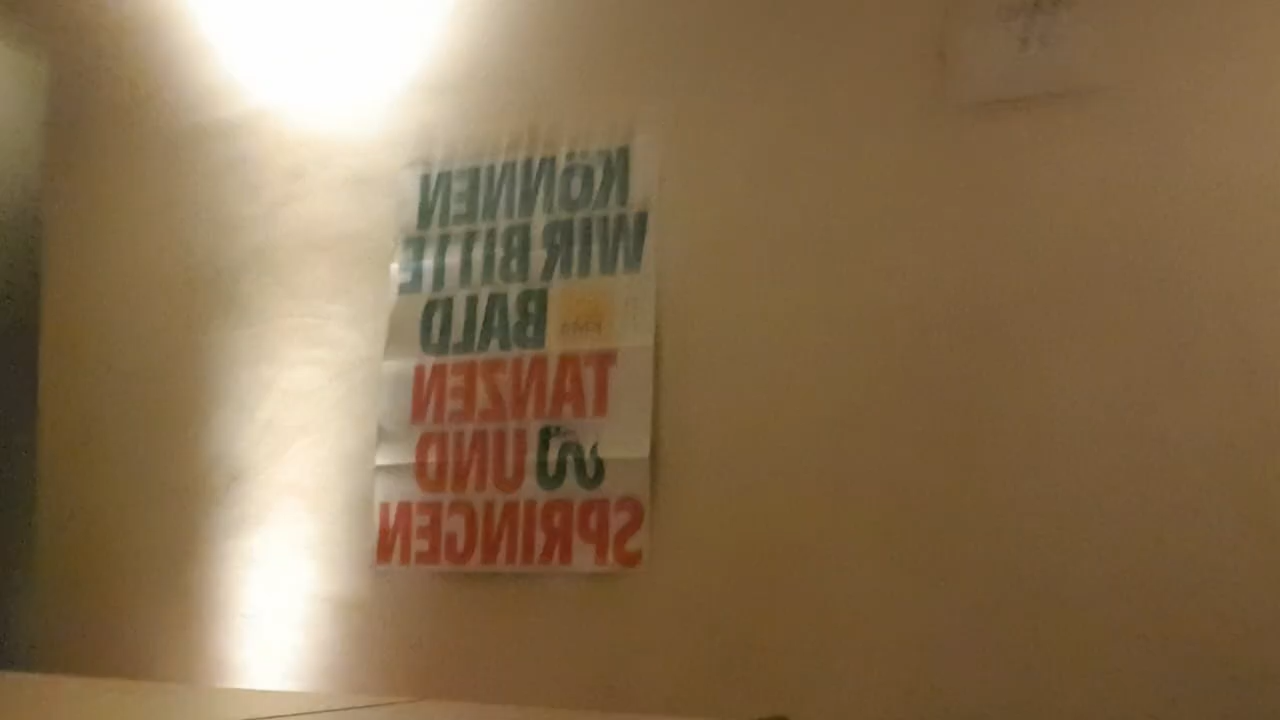 KÖNNEN
WIR BITTE
BALD
TANZEN
UND
SPRINGEN